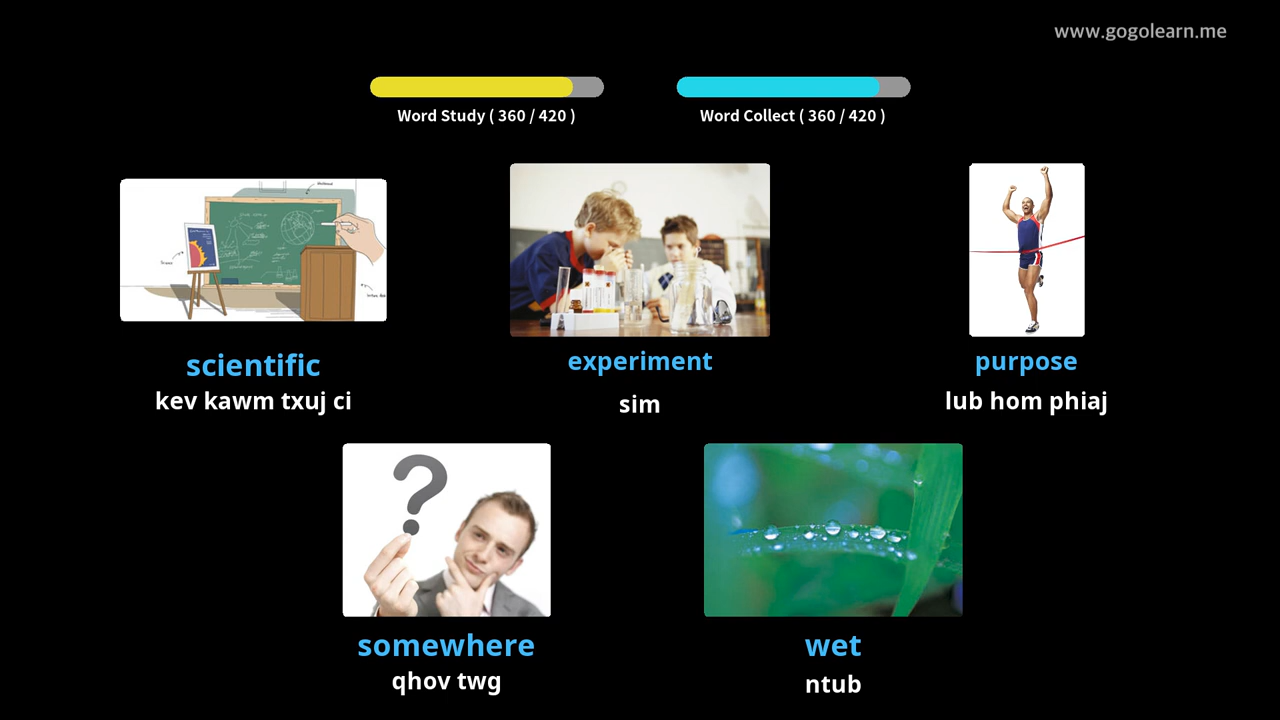 www.gogolearn.me
Word Study ( 360 / 420 )
Word Collect ( 360 / 420 )
scientific
kev kawm txuj ci
experiment
sim
purpose
lub hom phiaj
somewhere
qhov twg
wet
ntub